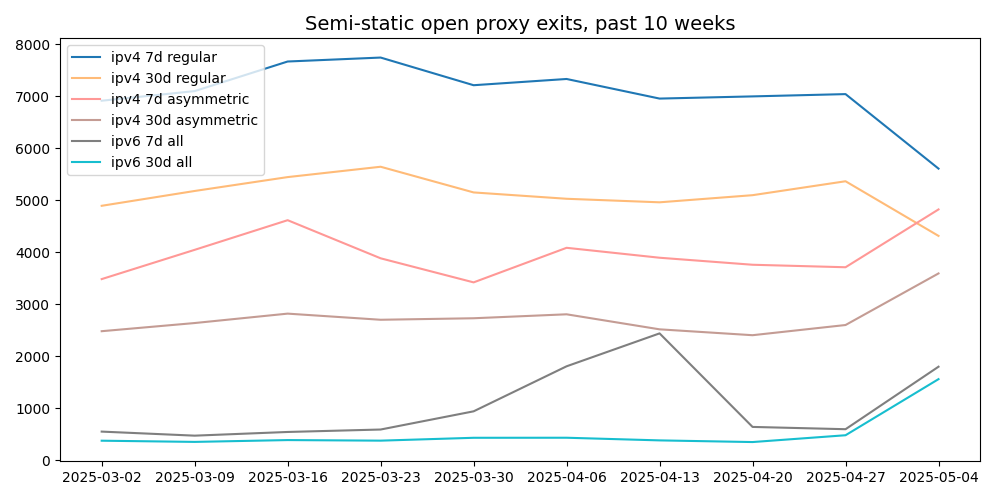 Semi-static open proxy exits, past 10 weeks
8000
7000
6000
5000
4000
3000
2000
1000
0
ipv4 7d regular
ipv4 30d regular
ipv4 7d asymmetric
ipv4 30d asymmetric
ipv6 7d all
ipv6 30d all
2025-03-02 2025-03-09 2025-03-16 2025-03-23 2025-03-30 2025-04-06 2025-04-13 2025-04-20 2025-04-27 2025-05-04